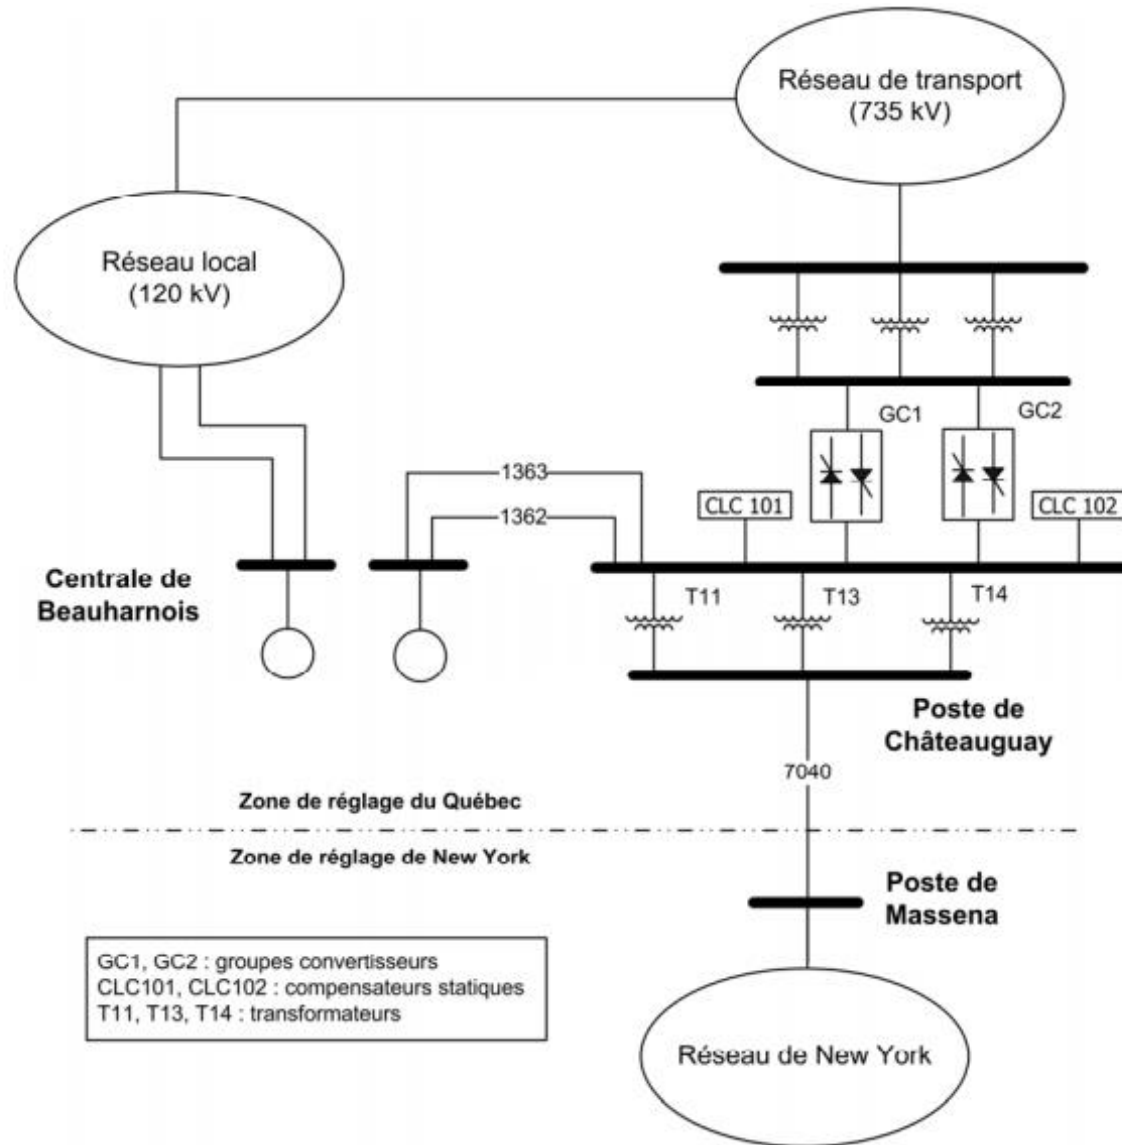 Réseau de transport
(735 kV)
Réseau local
(120 kV)
GC1
GC2
1363
CLC 101
CLC 102
1362
Centrale de
Beauharnois
T11
T13
T14
Poste de
Châteauguay
7040
Zone de réglage du Québec
Zone de réglage de New York
Poste de
Massena
GC1, GC2 : groupes convertisseurs
CLC101, CLC102 : compensateurs statiques
T11, T13, T14 : transformateurs
Réseau de New York